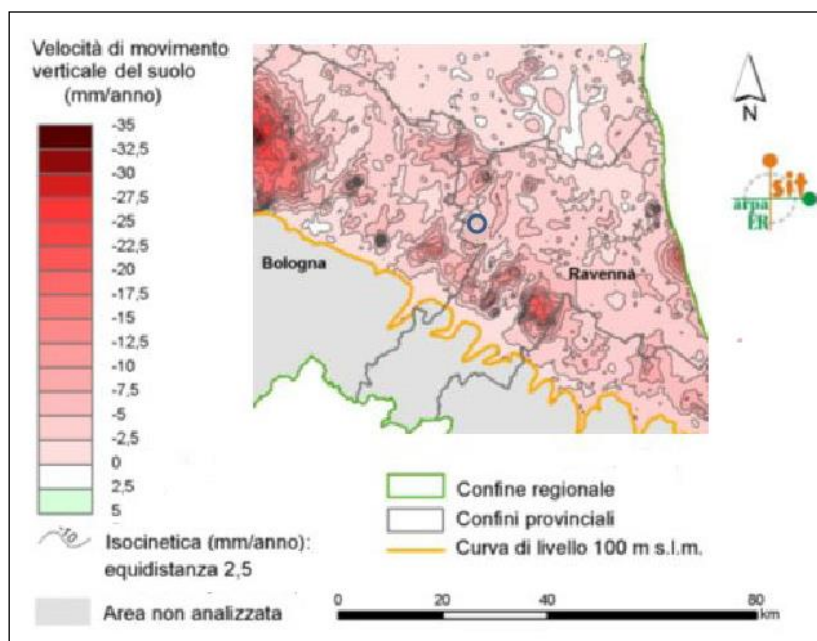 Velocità di movimento
verticale del suolo
(mm/anno)
-35
-32,5
-30
-27,5
-25
-22,5
-20
-17,5
-15
-12,5
-10
-7,5
-5
-2,5
0
2,5
5
Bologna
Ravenna
N
sit
arpa
ER
10
Isocinetica (mm/anno):
equidistanza 2,5
Area non analizzata
Confine regionale
Confini provinciali
Curva di livello 100 m s.l.m.
0 20 40 80
km